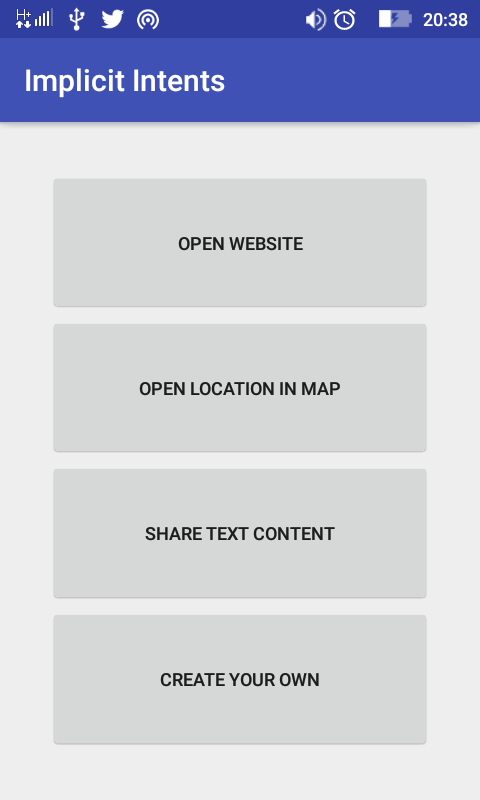 H+
20:38
Implicit Intents
OPEN WEBSITE
OPEN LOCATION IN MAP
SHARE TEXT CONTENT
CREATE YOUR OWN